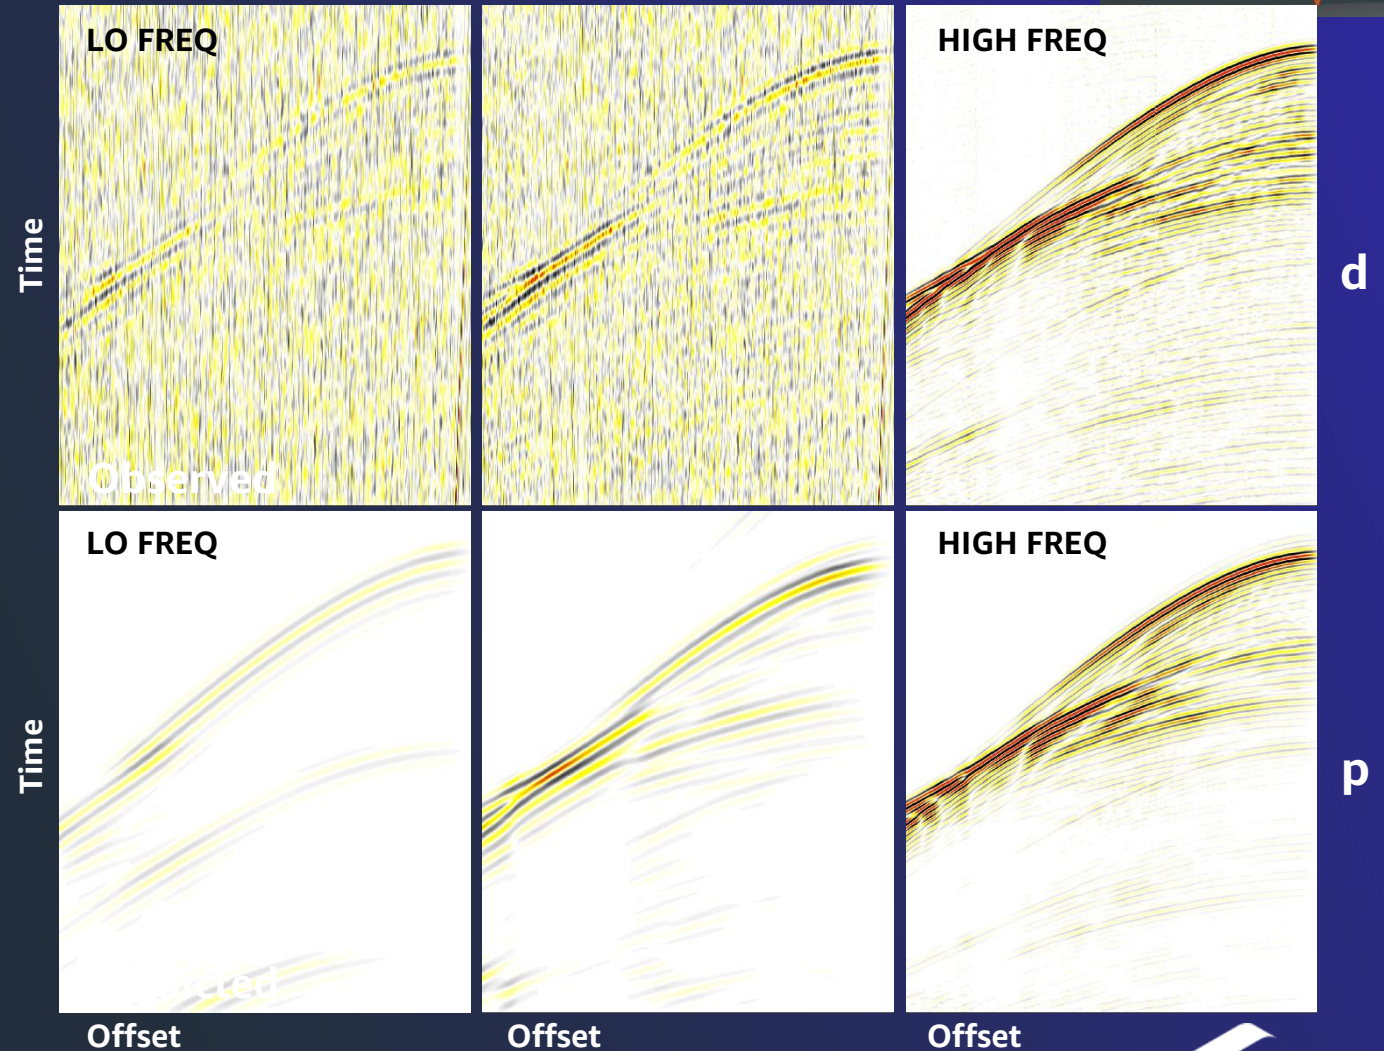 LO FREQ
HIGH FREQ
Time
Observed
d
LO FREQ
HIGH FREQ
Time
p
Offset
Offset
Offset